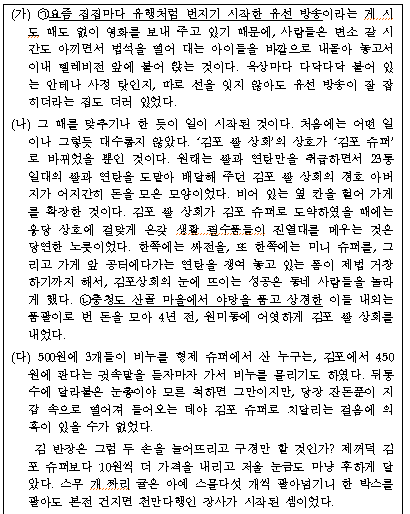 (가) ㉠요즘 집집마다 유행처럼 번지기 시작한 유선 방송이라는 게 시
도 때도 없이 영화를 보내 주고 있기 때문에, 사람들은 변소 갈 시
간도 아끼면서 법석을 떨어 대는 아이들을 바깥으로 내몰아 놓고서
이내 텔레비전 앞에 붙어 앉는 것이다. 옥상마다 다닥다닥 붙어 있
는 안테나 사정 탓인지, 따로 선을 잇지 않아도 유선 방송이 잘 잡
히더라는 집도 더러 있었다.
(나) 그 때를 맞추기나 한 듯이 일이 시작된 것이다. 처음에는 어떤 일
이나 그렇듯 대수롭지 않았다. ‘김포 쌀 상회’의 상호가 ‘김포 슈퍼’
로 바뀌었을 뿐인 것이다. 원래는 쌀과 연탄만을 취급하면서 23통
일대의 쌀과 연탄을 도맡아 배달해 주던 김포 쌀 상회의 경호 아버
지가 어지간히 돈을 모은 모양이었다. 비어 있는 옆 칸을 헐어 가게
를 확장한 것이다. 김포 쌀 상회가 김포 슈퍼로 도약하였을 때에는
응당 상호에 걸맞게 온갖 생활 필수품들이 진열대를 메우는 것은
당연한 노릇이었다. 한쪽에는 싸전을, 또 한쪽에는 미니 슈퍼를, 그
리고 가게 앞 공터에다가는 연탄을 쟁여 놓고 있는 폼이 제법 거창
하기까지 해서, 김포상회의 눈에 뜨이는 성공은 동네 사람들을 놀라
게 했다. ㉡충청도 산골 마을에서 야망을 품고 상경한 이들 내외는
품팔이로 번 돈을 모아 4년 전, 원미동에 어엿하게 김포 쌀 상회를
내었다.
(다) 500원에 3개들이 비누를 형제 슈퍼에서 산 누구는, 김포에서 450
원에 판다는 귓속말을 듣자마자 가서 비누를 물리기도 하였다. 뒤통
수에 달라붙은 눈총이야 모른 척하면 그만이지만, 당장 잔돈푼이 지
갑 속으로 떨어져 들어오는 데야 김포 슈퍼로 치달리는 걸음에 의
혹이 있을 수가 없었다.
김 반장은 그럼 두 손을 늘어뜨리고 구경만 할 것인가? 제꺼덕 김
포 슈퍼보다 10원씩 더 가격을 내리고 저울 눈금도 마냥 후하게 달
았다. 스무 개 짜리 귤은 아예 스물다섯 개씩 팔아넘기니 한 박스를
팔아도 본전 건지면 천만다행인 장사가 시작된 셈이었다.